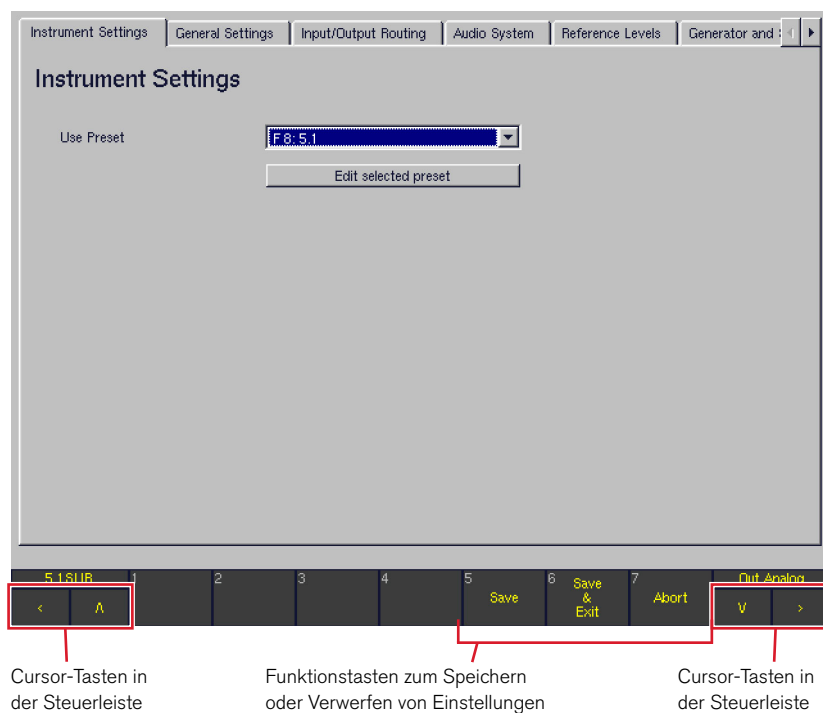 Instrument Settings General Settings Input/Output Routing Audio System Reference Levels Generator and
Instrument Settings
Use Preset F 8: 5.1
Edit selected preset
5.1SUB 1 2 3 4 5 6 7 Out Analog
< Λ Save Save & Exit Abort V >
Cursor-Tasten in
der Steuerleiste
Funktionstasten zum Speichern
oder Verwerfen von Einstellungen
Cursor-Tasten in
der Steuerleiste